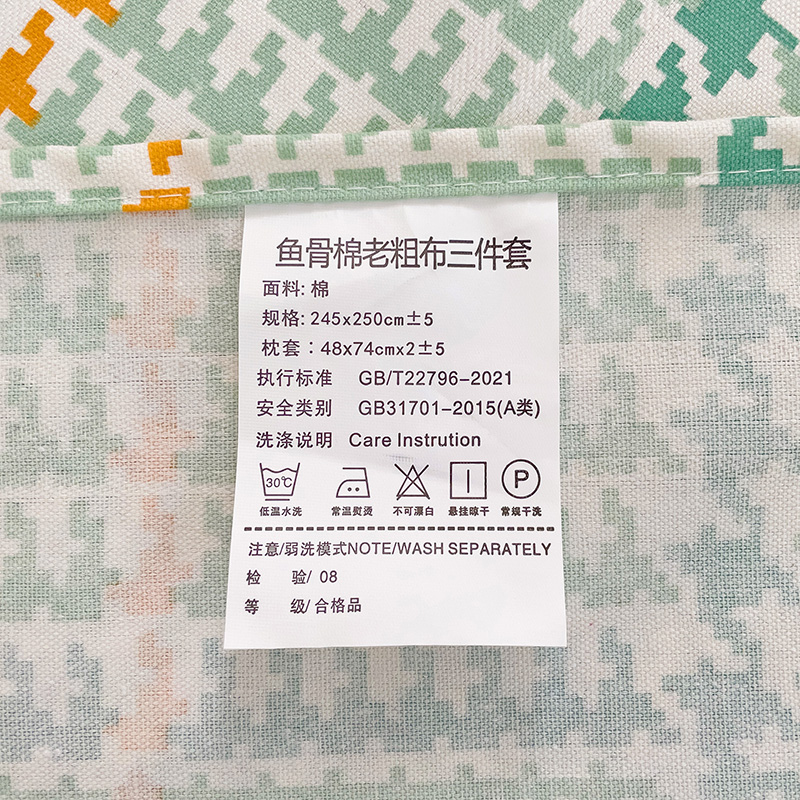 鱼骨棉老粗布三件套
面料: 棉
规格: 245x250cm±5
枕套：48x74cmx2±5
执行标准 GB/T22796-2021
安全类别 GB31701-2015(A类)
洗涤说明 Care Instrution
30℃ P
低温水洗 常温熨烫 不可漂白 悬挂晾干 常规干洗
注意/弱洗模式NOTE/WASH SEPARATELY
检 验/ 08
等 级/合格品